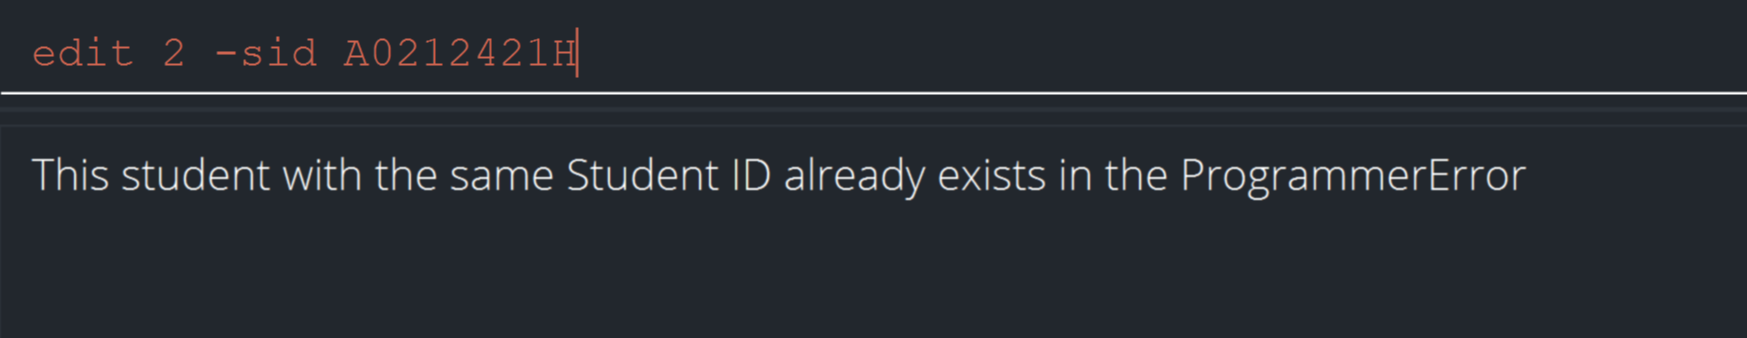 edit 2 -sid A0212421H
This student with the same Student ID already exists in the ProgrammerError